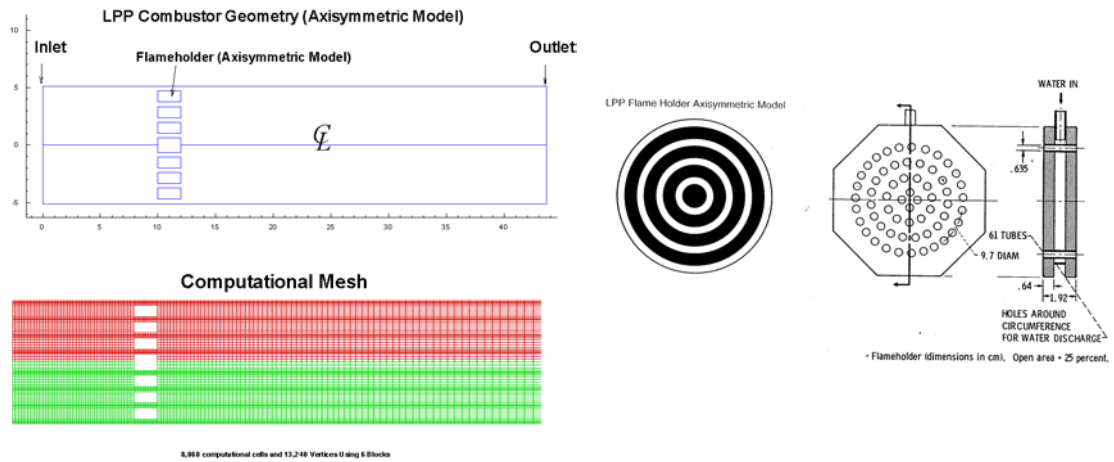 LPP Combustor Geometry (Axisymmetric Model)
Inlet
Outlet
Flameholder (Axisymmetric Model)
10
5
0
-5
0
5
10
15
20
25
30
35
40
CL
Computational Mesh
8,868 computational cells and 13,240 Vertices Using 6 Blocks
LPP Flame Holder Axisymmetric Model
WATER IN
.635
61 TUBES
9.7 DIAM
.64
1.92
HOLES AROUND
CIRCUMFERENCE
FOR WATER DISCHARGE
- Flameholder (dimensions in cm). Open area = 25 percent.